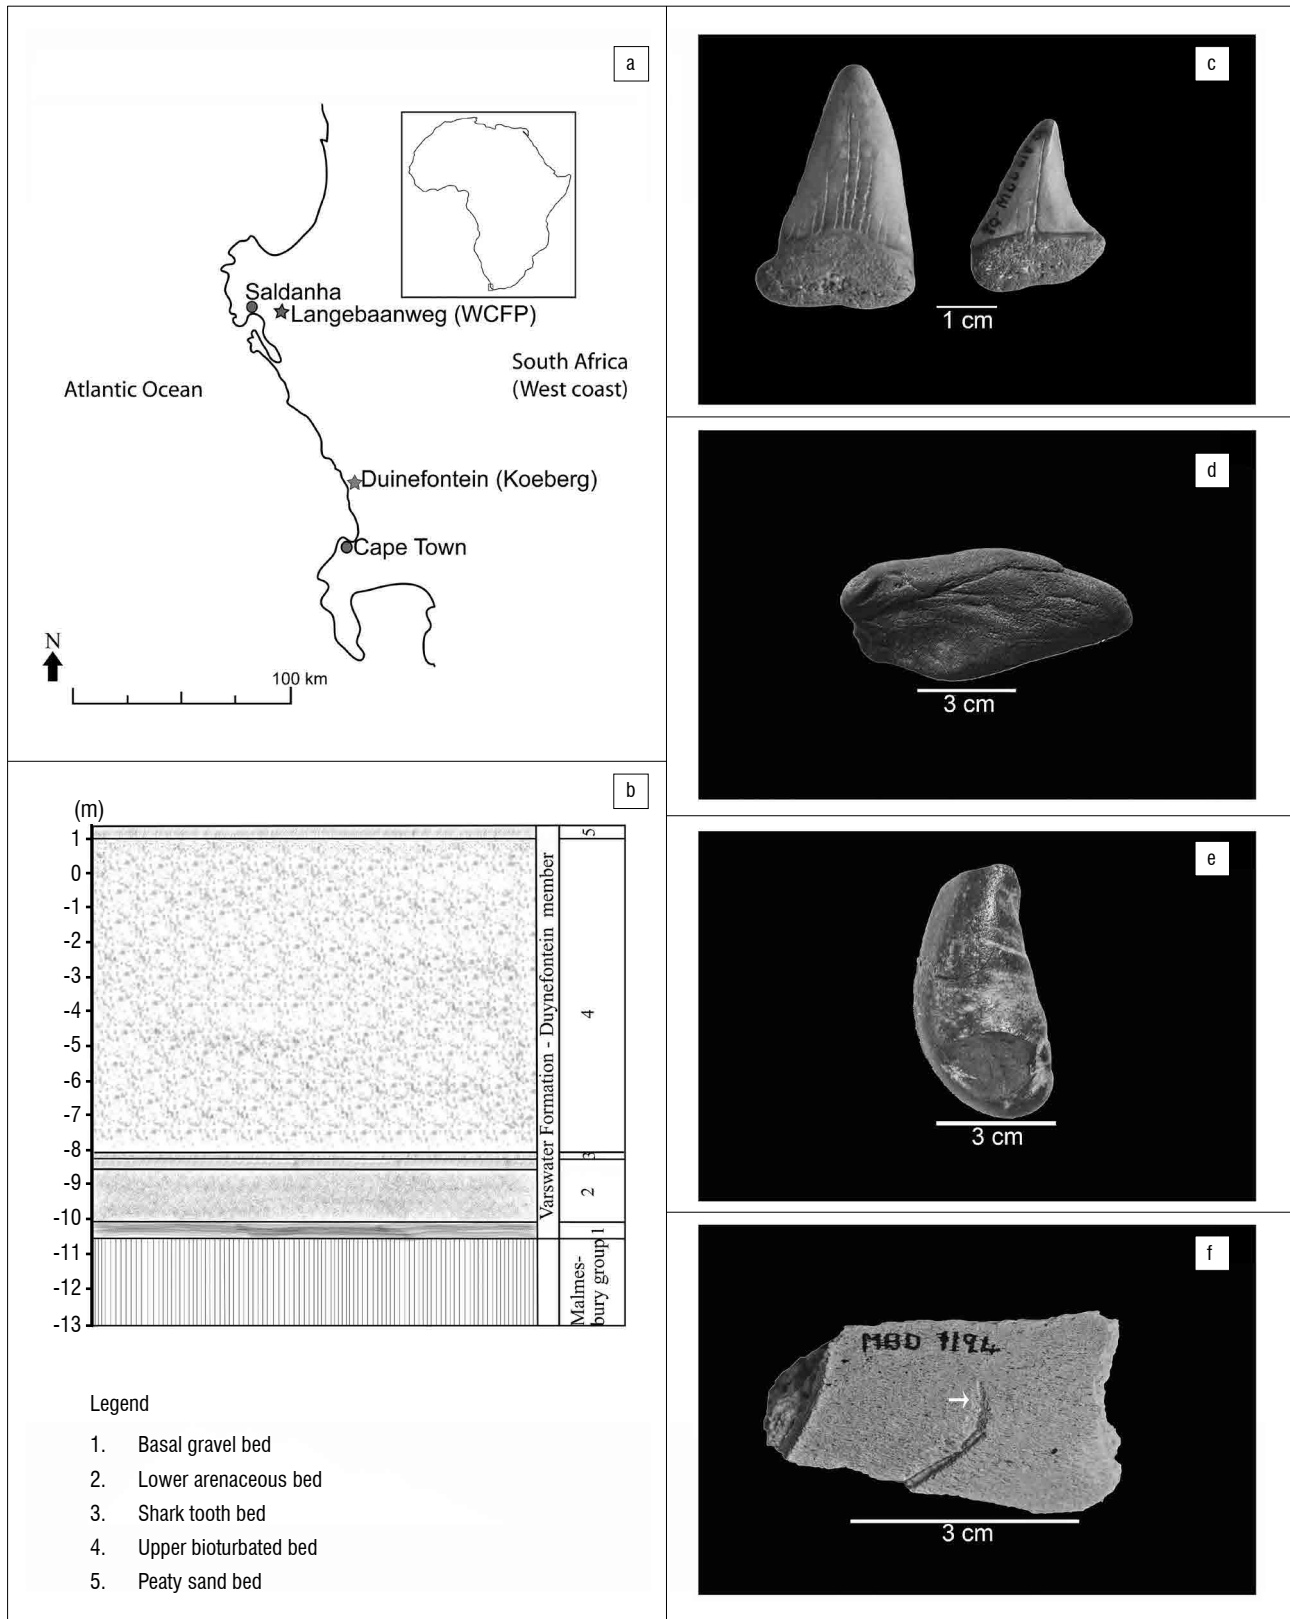 a
Saldanha
Langebaanweg (WCFP)
South Africa
(West coast)
Atlantic Ocean
Duinefontein (Koeberg)
Cape Town
N
100 km
b
(m)
1
0
-1
-2
-3
-4
-5
-6
-7
-8
-9
-10
-11
-12
-13
Varswater Formation - Duynefontein member
5
4
3
2
1
Malmes-
bury group
Legend
1. Basal gravel bed
2. Lower arenaceous bed
3. Shark tooth bed
4. Upper bioturbated bed
5. Peaty sand bed
c
1 cm
d
3 cm
e
3 cm
f
MBD 7/94
3 cm